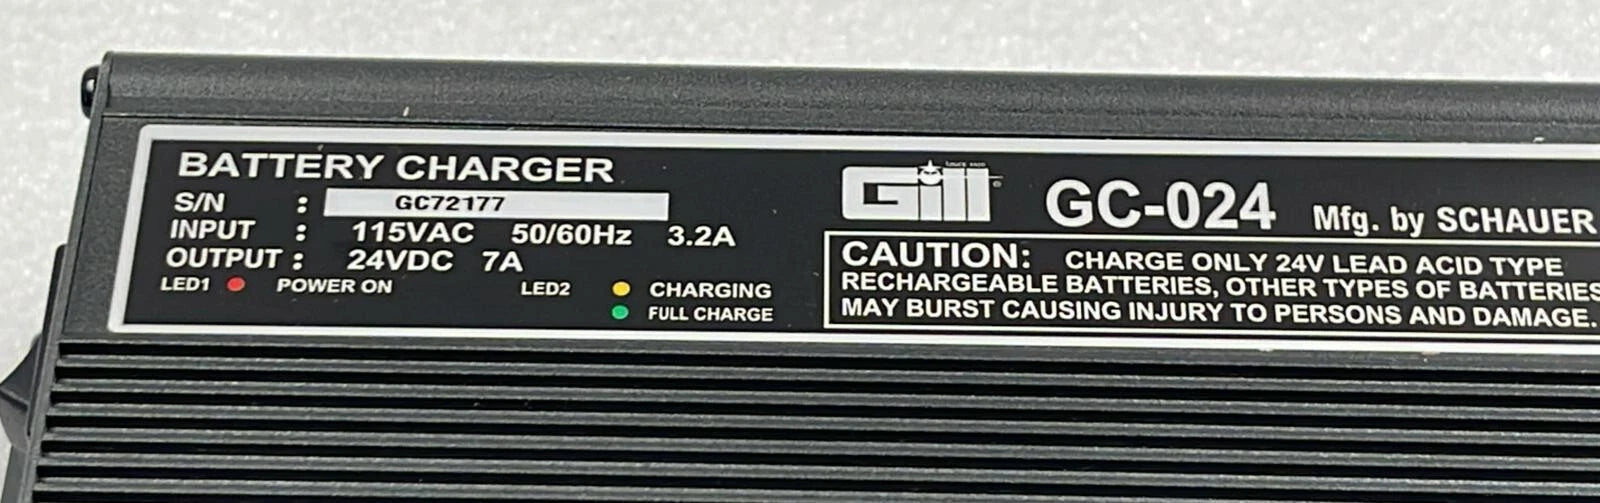 BATTERY CHARGER
S/N : GC72177
INPUT : 115VAC 50/60Hz 3.2A
OUTPUT : 24VDC 7A
LED1 POWER ON LED2 CHARGING
FULL CHARGE
Gill® GC-024 Mfg. by SCHAUER
CAUTION: CHARGE ONLY 24V LEAD ACID TYPE
RECHARGEABLE BATTERIES, OTHER TYPES OF BATTERIES
MAY BURST CAUSING INJURY TO PERSONS AND DAMAGE.